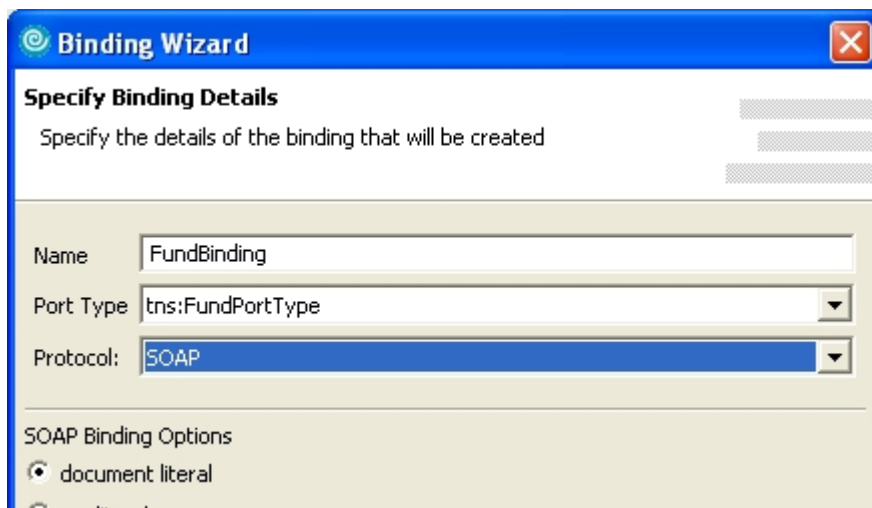 Binding Wizard
Specify Binding Details
Specify the details of the binding that will be created
Name FundBinding
Port Type tns:FundPortType
Protocol: SOAP
SOAP Binding Options
document literal